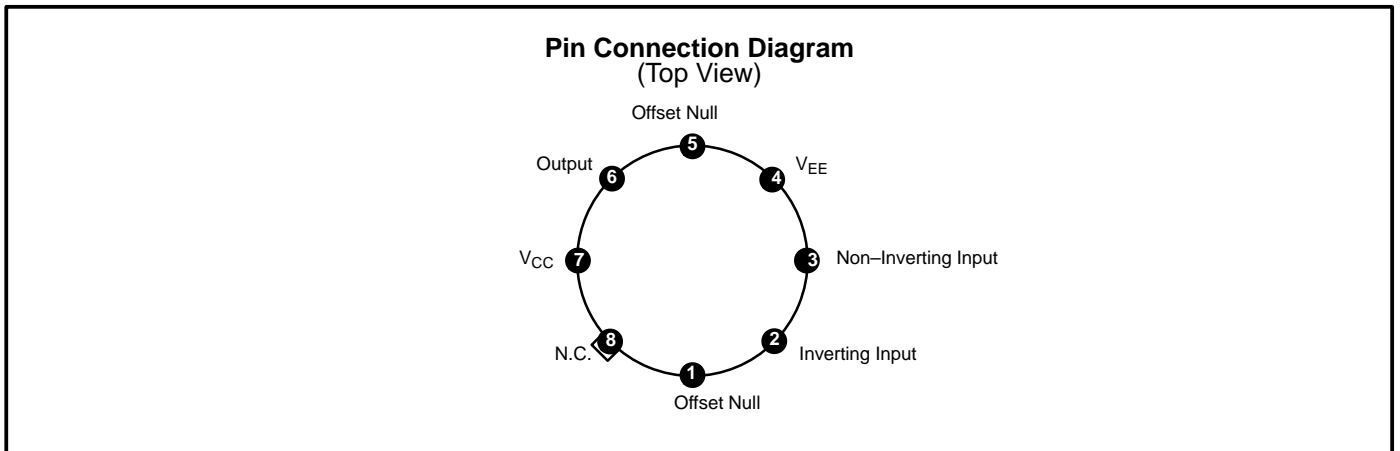 Pin Connection Diagram
(Top View)
Offset Null
5
Output
6
4
VEE
VCC
7
3
Non–Inverting Input
N.C.
8
2
Inverting Input
1
Offset Null